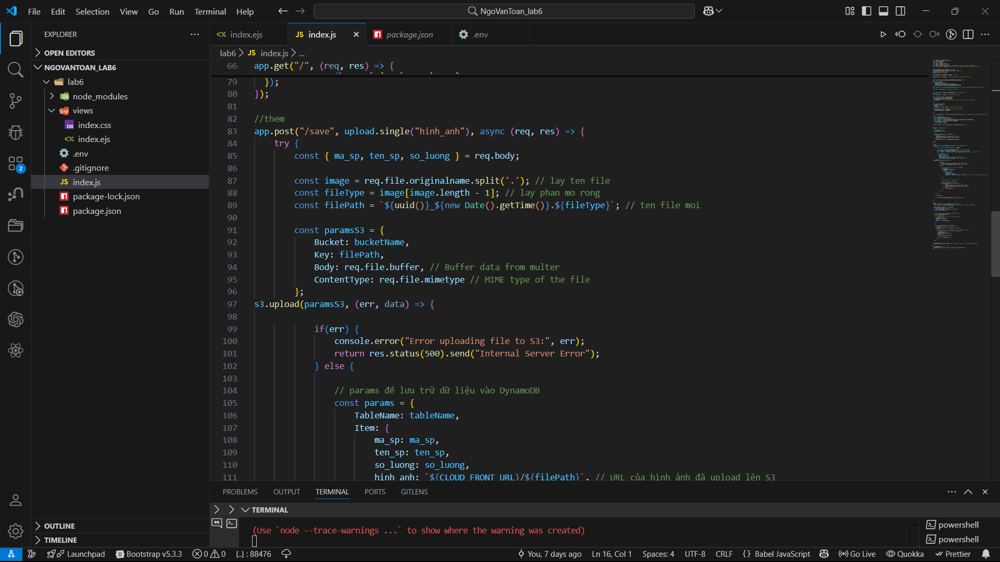 File Edit Selection View Go Run Terminal Help
NgoVanToan_lab6
EXPLORER
OPEN EDITORS
NGOVANTOAN_LAB6
lab6
node_modules
views
index.css
index.ejs
.env
.gitignore
JS index.js
package-lock.json
package.json
OUTLINE
TIMELINE
2
<% index.ejs
JS index.js
package.json
.env
lab6 > JS index.js > ...
66 app.get("/", (req, res) => {
79 });
80 });
81
82 //them
83 app.post("/save", upload.single("hinh_anh"), async (req, res) => {
84 try {
85 const { ma_sp, ten_sp, so_luong } = req.body;
86
87 const image = req.file.originalname.split('.'); // lay ten file
88 const fileType = image[image.length - 1]; // lay phan mo rong
89 const filePath = `${uuid()}_${new Date().getTime()}.${fileType}`; // ten file moi
90
91 const paramsS3 = {
92 Bucket: bucketName,
93 Key: filePath,
94 Body: req.file.buffer, // Buffer data from multer
95 ContentType: req.file.mimetype // MIME type of the file
96 };
97 s3.upload(paramsS3, (err, data) => {
98
99 if(err) {
100 console.error("Error uploading file to S3:", err);
101 return res.status(500).send("Internal Server Error");
102 } else {
103
104 // params để lưu trữ dữ liệu vào DynamoDB
105 const params = {
106 TableName: tableName,
107 Item: {
108 ma_sp: ma_sp,
109 ten_sp: ten_sp,
110 so_luong: so_luong,
111 hinh_anh: `${CLOUD_FRONT_URL}/${filePath}`, // URL của hình ảnh đã upload lên S3
PROBLEMS OUTPUT TERMINAL PORTS GITLENS
TERMINAL
(Use `node --trace-warnings ...` to show where the warning was created)
powershell
powershell
Launchpad Bootstrap v5.3.3 0 0 {..} : 88476
You, 7 days ago Ln 16, Col 1 Spaces: 4 UTF-8 CRLF {} Babel JavaScript Go Live Quokka Prettier